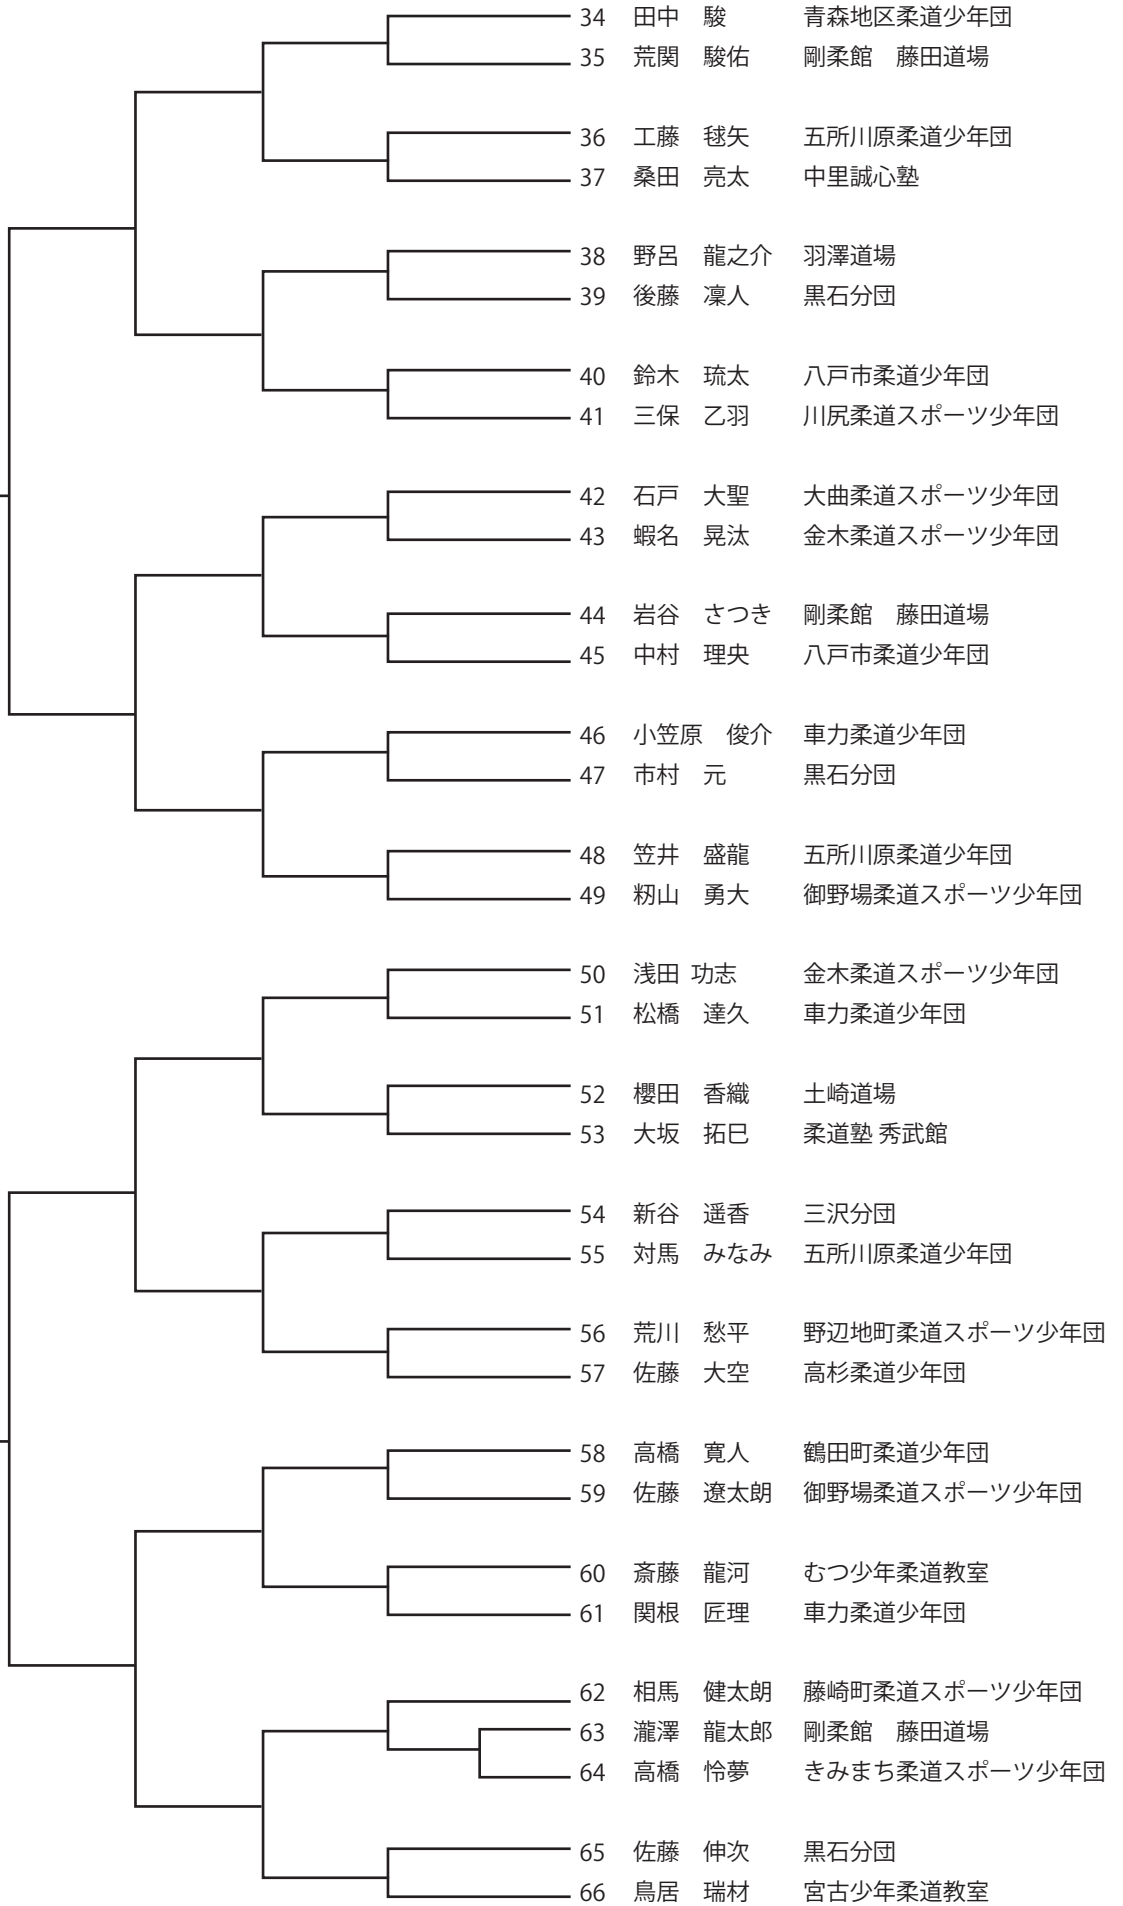 34 田中　駿 青森地区柔道少年団
35 荒関　駿佑 剛柔館　藤田道場
36 工藤　毬矢 五所川原柔道少年団
37 桑田　亮太 中里誠心塾
38 野呂　龍之介 羽澤道場
39 後藤　凜人 黒石分団
40 鈴木　琉太 八戸市柔道少年団
41 三保　乙羽 川尻柔道スポーツ少年団
42 石戸　大聖 大曲柔道スポーツ少年団
43 蝦名　晃汰 金木柔道スポーツ少年団
44 岩谷　さつき 剛柔館　藤田道場
45 中村　理央 八戸市柔道少年団
46 小笠原　俊介 車力柔道少年団
47 市村　元 黒石分団
48 笠井　盛龍 五所川原柔道少年団
49 籾山　勇大 御野場柔道スポーツ少年団
50 浅田 功志 金木柔道スポーツ少年団
51 松橋　達久 車力柔道少年団
52 櫻田　香織 土崎道場
53 大坂　拓巳 柔道塾 秀武館
54 新谷　遥香 三沢分団
55 対馬　みなみ 五所川原柔道少年団
56 荒川　愁平 野辺地町柔道スポーツ少年団
57 佐藤　大空 高杉柔道少年団
58 高橋　寛人 鶴田町柔道少年団
59 佐藤　遼太朗 御野場柔道スポーツ少年団
60 斎藤　龍河 むつ少年柔道教室
61 関根　匠理 車力柔道少年団
62 相馬　健太朗 藤崎町柔道スポーツ少年団
63 瀧澤　龍太郎 剛柔館　藤田道場
64 高橋　怜夢 きみまち柔道スポーツ少年団
65 佐藤　伸次 黒石分団
66 鳥居　瑞材 宮古少年柔道教室